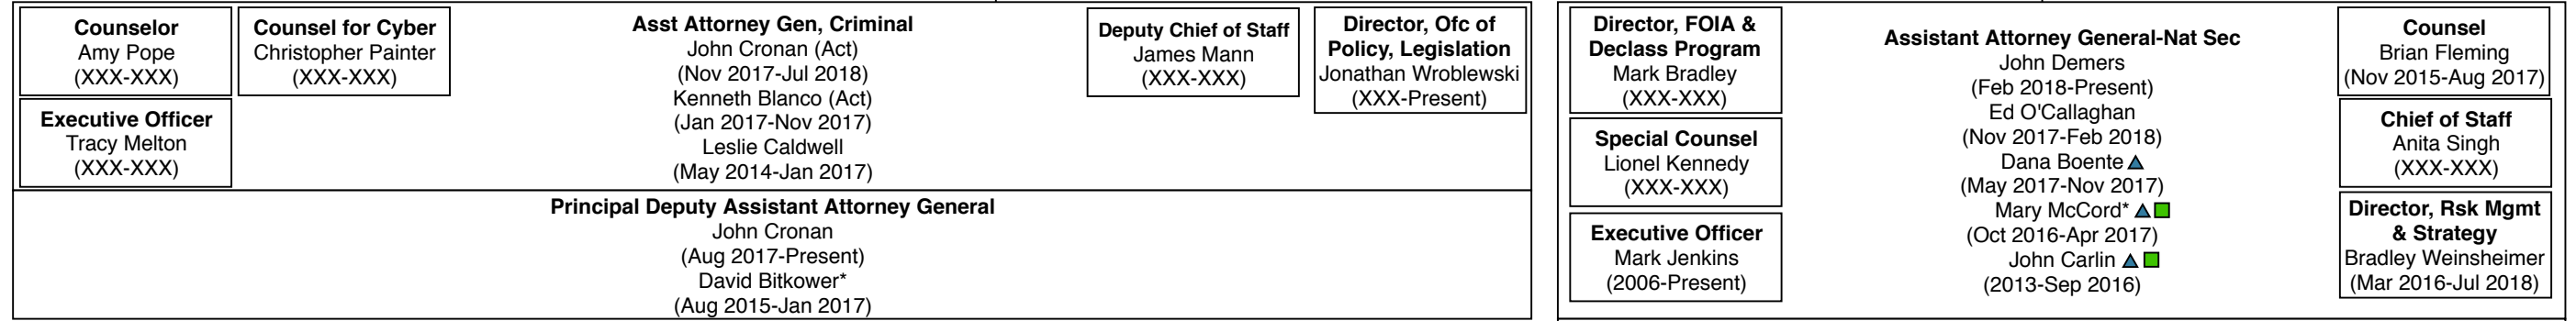 Counselor
Amy Pope
(XXX-XXX)
Executive Officer
Tracy Melton
(XXX-XXX)
Counsel for Cyber
Christopher Painter
(XXX-XXX)
Asst Attorney Gen, Criminal
John Cronan (Act)
(Nov 2017-Jul 2018)
Kenneth Blanco (Act)
(Jan 2017-Nov 2017)
Leslie Caldwell
(May 2014-Jan 2017)
Deputy Chief of Staff
James Mann
(XXX-XXX)
Director, Ofc of
Policy, Legislation
Jonathan Wroblewski
(XXX-Present)
Principal Deputy Assistant Attorney General
John Cronan
(Aug 2017-Present)
David Bitkower*
(Aug 2015-Jan 2017)
Director, FOIA &
Declass Program
Mark Bradley
(XXX-XXX)
Special Counsel
Lionel Kennedy
(XXX-XXX)
Executive Officer
Mark Jenkins
(2006-Present)
Assistant Attorney General-Nat Sec
John Demers
(Feb 2018-Present)
Ed O'Callaghan
(Nov 2017-Feb 2018)
Dana Boente
(May 2017-Nov 2017)
Mary McCord*
(Oct 2016-Apr 2017)
John Carlin
(2013-Sep 2016)
Counsel
Brian Fleming
(Nov 2015-Aug 2017)
Chief of Staff
Anita Singh
(XXX-XXX)
Director, Rsk Mgmt
& Strategy
Bradley Weinsheimer
(Mar 2016-Jul 2018)